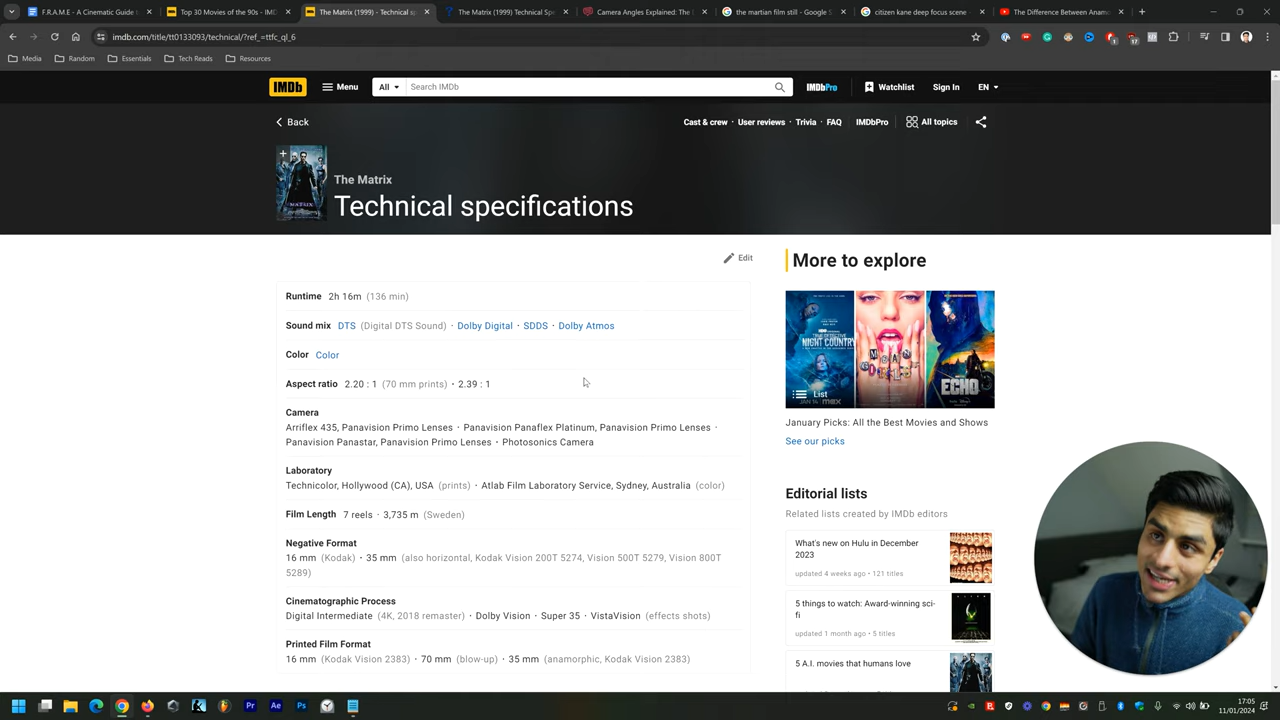 F.R.A.M.E - A Cinematic Guide t
Top 30 Movies of the 90s - IMD
The Matrix (1999) - Technical sp
The Matrix (1999) Technical Spe
Camera Angles Explained: The D
the martian film still - Google S
citizen kane deep focus scene -
The Difference Between Anamo
imdb.com/title/tt0133093/technical/?ref_=ttfc_ql_6
Media
Random
Essentials
Tech Reads
Resources
IMDb
Menu
All
Search IMDb
IMDbPro
Watchlist
Sign In
EN
Back
Cast & crew · User reviews · Trivia · FAQ
IMDbPro
All topics
The Matrix
Technical specifications
Edit
More to explore
Runtime 2h 16m (136 min)
Sound mix DTS (Digital DTS Sound) · Dolby Digital · SDDS · Dolby Atmos
Color Color
Aspect ratio 2.20 : 1 (70 mm prints) · 2.39 : 1
Camera
Arriflex 435, Panavision Primo Lenses · Panavision Panaflex Platinum, Panavision Primo Lenses ·
Panavision Panastar, Panavision Primo Lenses · Photosonics Camera
Laboratory
Technicolor, Hollywood (CA), USA (prints) · Atlab Film Laboratory Service, Sydney, Australia (color)
Film Length 7 reels · 3,735 m (Sweden)
Negative Format
16 mm (Kodak) · 35 mm (also horizontal, Kodak Vision 200T 5274, Vision 500T 5279, Vision 800T
5289)
Cinematographic Process
Digital Intermediate (4K, 2018 remaster) · Dolby Vision · Super 35 · VistaVision (effects shots)
Printed Film Format
16 mm (Kodak Vision 2383) · 70 mm (blow-up) · 35 mm (anamorphic, Kodak Vision 2383)
NIGHT COUNTRY
MEAN GIRLS
ECHO
List
January Picks: All the Best Movies and Shows
See our picks
Editorial lists
Related lists created by IMDb editors
What's new on Hulu in December
2023
updated 4 weeks ago • 121 titles
5 things to watch: Award-winning sci-
fi
updated 1 month ago • 5 titles
5 A.I. movies that humans love
17:05
11/01/2024